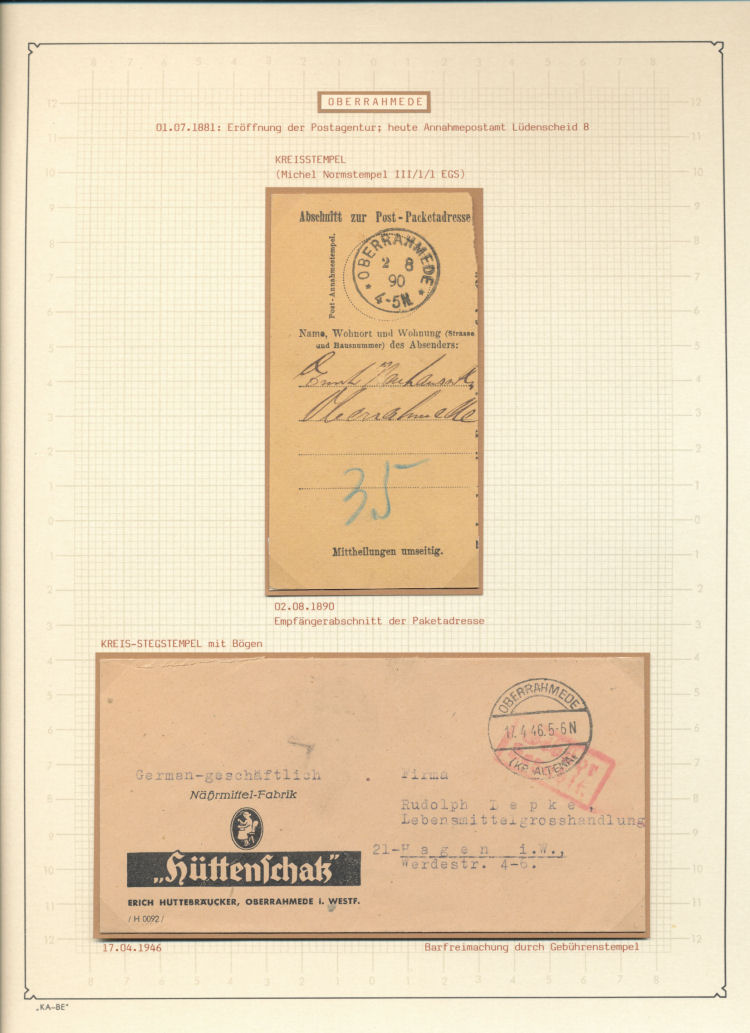 OBERRAHMEDE
01.07.1881: Eröffnung der Postagentur; heute Annahmepostamt Lüdenscheid 8
KREISSTEMPEL
(Michel Normstempel III/1/1 EGS)
Abschnitt zur Post-Packetadresse
Post-Annahmestempel.
* OBERRAHMEDE *
2 8
90
4-5N.
Name, Wohnort und Wohnung (Strasse
und Hausnummer) des Absenders:
Oberrahmede
35
Mittheilungen umseitig.
02.08.1890
Empfängerabschnitt der Paketadresse
KREIS-STEGSTEMPEL mit Bögen
OBERRAHMEDE
17.4.46.5-6N
(KR. ALTENA)
German-geschäftlich
Firma
Nährmittel-Fabrik
Rudolph Depke,
Lebensmittelgrosshandlung
21-Hagen i.W.,
Werdestr. 4-6.
„Hüttenschatz"
ERICH HÜTTEBRÄUCKER, OBERRAHMEDE i. WESTF.
/ H 0092 /
17.04.1946
Barfreimachung durch Gebührenstempel
„KA-BE"